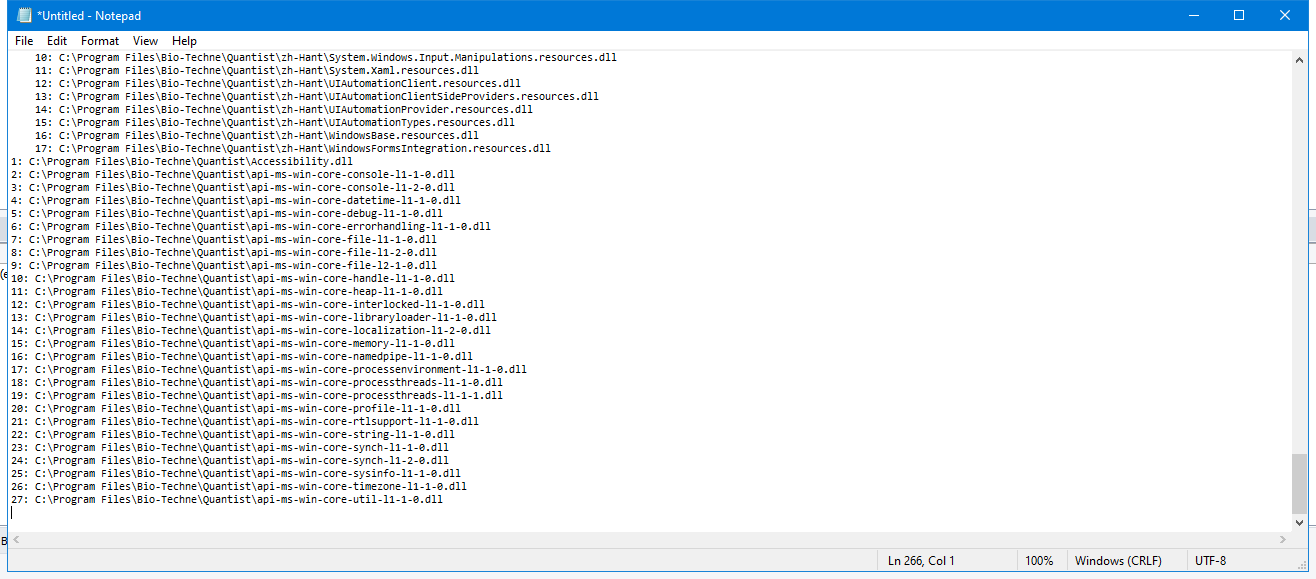 *Untitled - Notepad
File Edit Format View Help
10: C:\Program Files\Bio-Techne\Quantist\zh-Hant\System.Windows.Input.Manipulations.resources.dll
11: C:\Program Files\Bio-Techne\Quantist\zh-Hant\System.Xaml.resources.dll
12: C:\Program Files\Bio-Techne\Quantist\zh-Hant\UIAutomationClient.resources.dll
13: C:\Program Files\Bio-Techne\Quantist\zh-Hant\UIAutomationClientSideProviders.resources.dll
14: C:\Program Files\Bio-Techne\Quantist\zh-Hant\UIAutomationProvider.resources.dll
15: C:\Program Files\Bio-Techne\Quantist\zh-Hant\UIAutomationTypes.resources.dll
16: C:\Program Files\Bio-Techne\Quantist\zh-Hant\WindowsBase.resources.dll
17: C:\Program Files\Bio-Techne\Quantist\zh-Hant\WindowsFormsIntegration.resources.dll
1: C:\Program Files\Bio-Techne\Quantist\Accessibility.dll
2: C:\Program Files\Bio-Techne\Quantist\api-ms-win-core-console-l1-1-0.dll
3: C:\Program Files\Bio-Techne\Quantist\api-ms-win-core-console-l1-2-0.dll
4: C:\Program Files\Bio-Techne\Quantist\api-ms-win-core-datetime-l1-1-0.dll
5: C:\Program Files\Bio-Techne\Quantist\api-ms-win-core-debug-l1-1-0.dll
6: C:\Program Files\Bio-Techne\Quantist\api-ms-win-core-errorhandling-l1-1-0.dll
7: C:\Program Files\Bio-Techne\Quantist\api-ms-win-core-file-l1-1-0.dll
8: C:\Program Files\Bio-Techne\Quantist\api-ms-win-core-file-l1-2-0.dll
9: C:\Program Files\Bio-Techne\Quantist\api-ms-win-core-file-l2-1-0.dll
10: C:\Program Files\Bio-Techne\Quantist\api-ms-win-core-handle-l1-1-0.dll
11: C:\Program Files\Bio-Techne\Quantist\api-ms-win-core-heap-l1-1-0.dll
12: C:\Program Files\Bio-Techne\Quantist\api-ms-win-core-interlocked-l1-1-0.dll
13: C:\Program Files\Bio-Techne\Quantist\api-ms-win-core-libraryloader-l1-1-0.dll
14: C:\Program Files\Bio-Techne\Quantist\api-ms-win-core-localization-l1-2-0.dll
15: C:\Program Files\Bio-Techne\Quantist\api-ms-win-core-memory-l1-1-0.dll
16: C:\Program Files\Bio-Techne\Quantist\api-ms-win-core-namedpipe-l1-1-0.dll
17: C:\Program Files\Bio-Techne\Quantist\api-ms-win-core-processenvironment-l1-1-0.dll
18: C:\Program Files\Bio-Techne\Quantist\api-ms-win-core-processthreads-l1-1-0.dll
19: C:\Program Files\Bio-Techne\Quantist\api-ms-win-core-processthreads-l1-1-1.dll
20: C:\Program Files\Bio-Techne\Quantist\api-ms-win-core-profile-l1-1-0.dll
21: C:\Program Files\Bio-Techne\Quantist\api-ms-win-core-rtlsupport-l1-1-0.dll
22: C:\Program Files\Bio-Techne\Quantist\api-ms-win-core-string-l1-1-0.dll
23: C:\Program Files\Bio-Techne\Quantist\api-ms-win-core-synch-l1-1-0.dll
24: C:\Program Files\Bio-Techne\Quantist\api-ms-win-core-synch-l1-2-0.dll
25: C:\Program Files\Bio-Techne\Quantist\api-ms-win-core-sysinfo-l1-1-0.dll
26: C:\Program Files\Bio-Techne\Quantist\api-ms-win-core-timezone-l1-1-0.dll
27: C:\Program Files\Bio-Techne\Quantist\api-ms-win-core-util-l1-1-0.dll
Ln 266, Col 1 100% Windows (CRLF) UTF-8